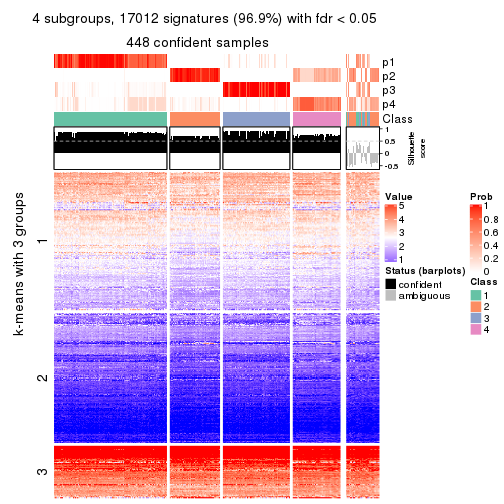 4 subgroups, 17012 signatures (96.9%) with fdr < 0.05
448 confident samples
p1
p2
p3
p4
Class
1
0.5
0
-0.5
Silhouette
score
k-means with 3 groups
1
2
3
Value
5
4
3
2
1
Status (barplots)
confident
ambiguous
Prob
1
0.8
0.6
0.4
0.2
0
Class
1
2
3
4